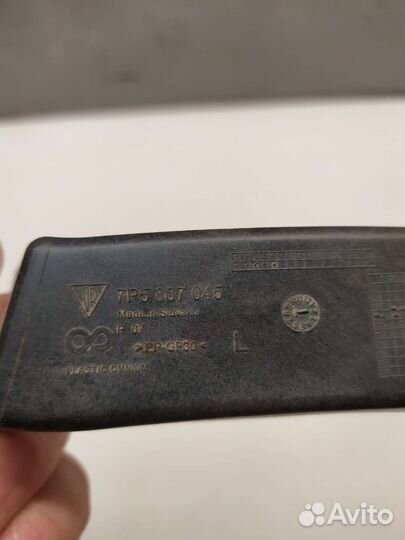 7P5 807 045
Made in Slovakia
>PP-GF30<
L
PLASTIC OMNIUM
Avito